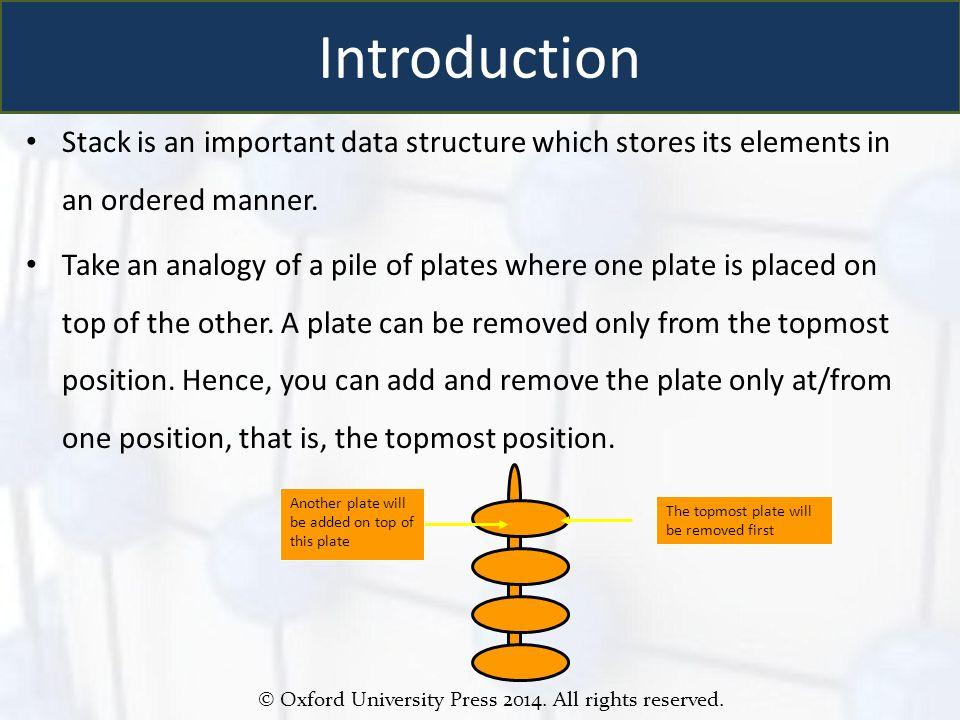 Introduction
• Stack is an important data structure which stores its elements in
an ordered manner.
• Take an analogy of a pile of plates where one plate is placed on
top of the other. A plate can be removed only from the topmost
position. Hence, you can add and remove the plate only at/from
one position, that is, the topmost position.
Another plate will
be added on top of
this plate
The topmost plate will
be removed first
© Oxford University Press 2014. All rights reserved.